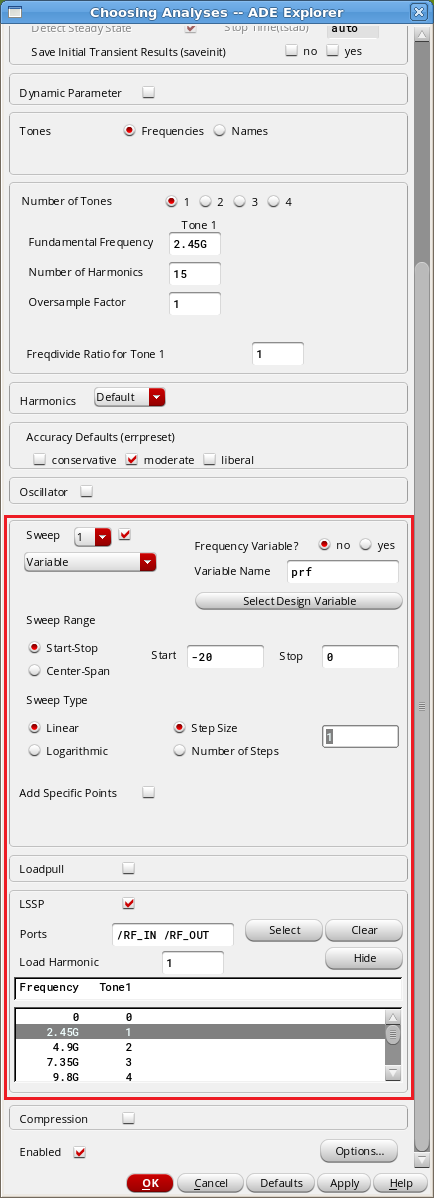 Choosing Analyses -- ADE Explorer
Detect Steady State Stop Time(tstab) auto
Save Initial Transient Results (saveinit) no yes
Dynamic Parameter
Tones Frequencies Names
Number of Tones 1 2 3 4
Tone 1
Fundamental Frequency 2.45G
Number of Harmonics 15
Oversample Factor 1
Freqdivide Ratio for Tone 1 1
Harmonics Default
Accuracy Defaults (errpreset)
conservative moderate liberal
Oscillator
Sweep 1
Frequency Variable? no yes
Variable
Variable Name prf
Select Design Variable
Sweep Range
Start-Stop
Start -20 Stop 0
Center-Span
Sweep Type
Linear Step Size 1
Logarithmic Number of Steps
Add Specific Points
Loadpull
LSSP
Ports /RF_IN /RF_OUT Select Clear
Load Harmonic 1 Hide
Frequency Tone1
0 0
2.45G 1
4.9G 2
7.35G 3
9.8G 4
Compression
Enabled Options...
OK Cancel Defaults Apply Help